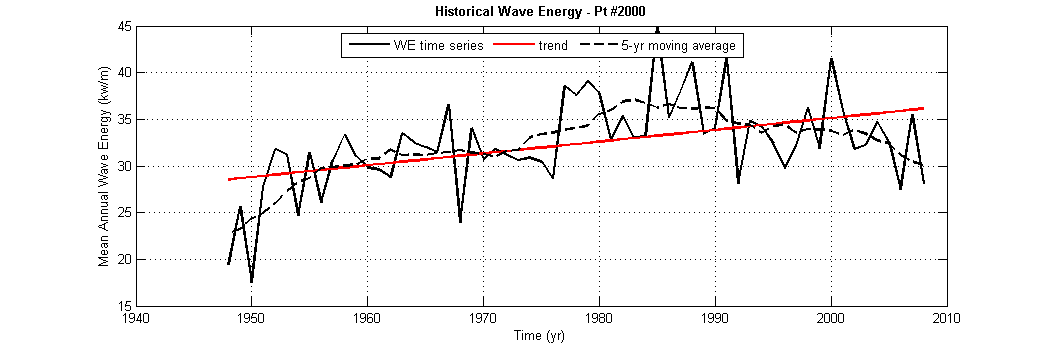 Historical Wave Energy - Pt #2000
WE time series trend 5-yr moving average
Mean Annual Wave Energy (kw/m)
45
40
35
30
25
20
15
1940 1950 1960 1970 1980 1990 2000 2010
Time (yr)